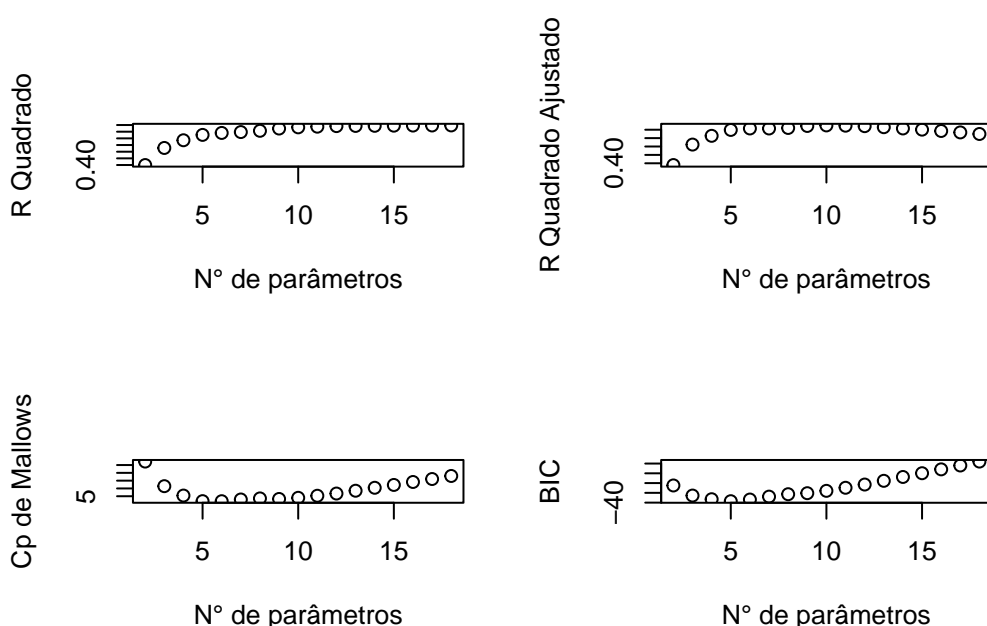 R Quadrado
0.40
5 10 15
N° de parâmetros
R Quadrado Ajustado
0.40
5 10 15
N° de parâmetros
Cp de Mallows
5
5 10 15
N° de parâmetros
BIC
−40
5 10 15
N° de parâmetros